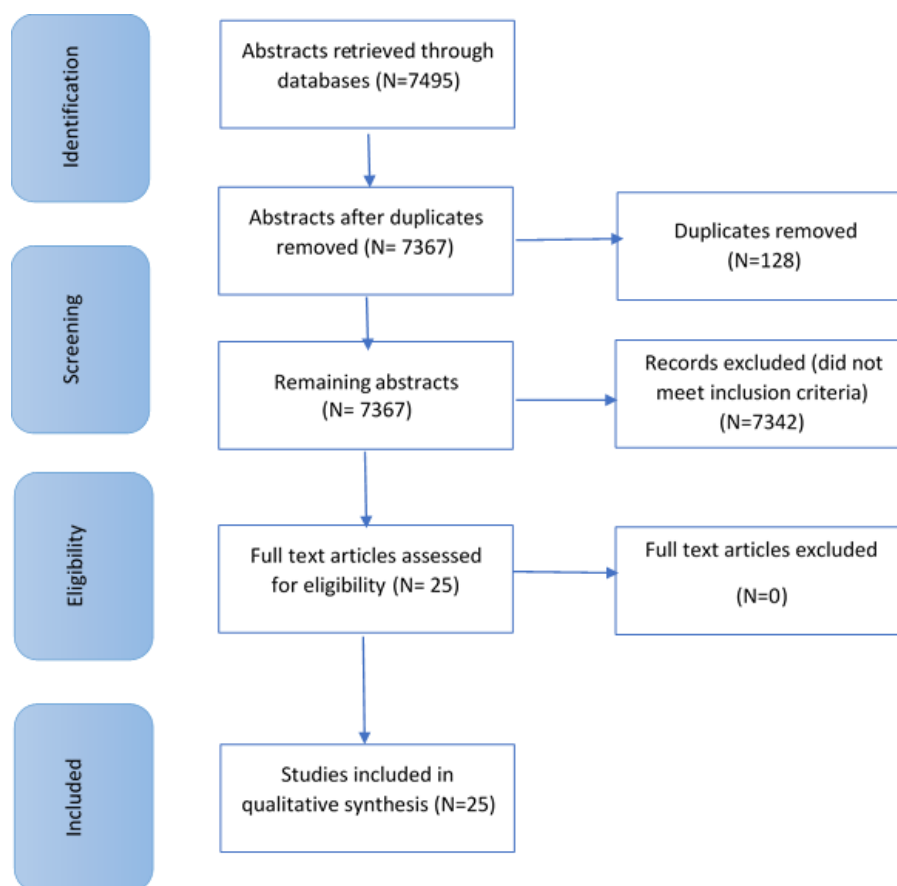 Identification
Abstracts retrieved through
databases (N=7495)
Abstracts after duplicates
removed (N= 7367)
Duplicates removed
(N=128)
Screening
Remaining abstracts
(N= 7367)
Records excluded (did not
meet inclusion criteria)
(N=7342)
Eligibility
Full text articles assessed
for eligibility (N= 25)
Full text articles excluded
(N=0)
Included
Studies included in
qualitative synthesis (N=25)